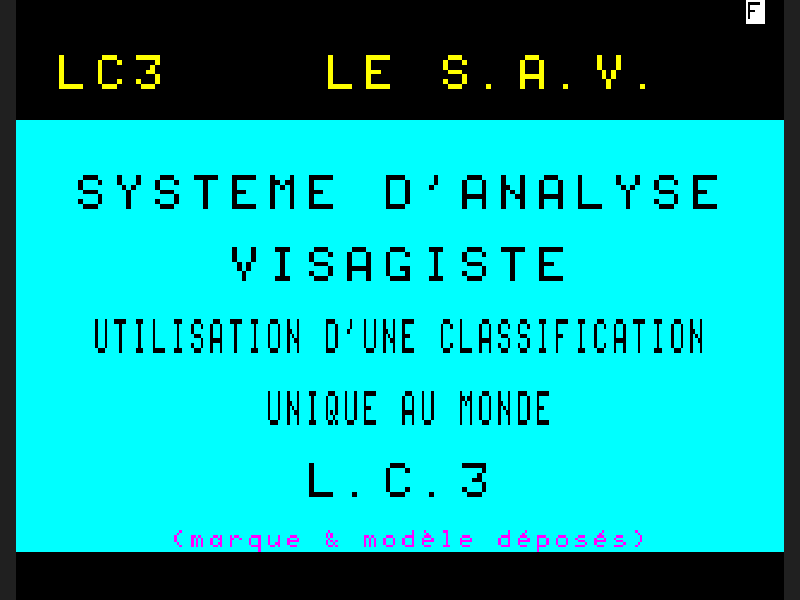 F
LC3 LE S.A.V.
SYSTEME D'ANALYSE
VISAGISTE
UTILISATION D'UNE CLASSIFICATION
UNIQUE AU MONDE
L.C.3
(marque & modèle déposés)